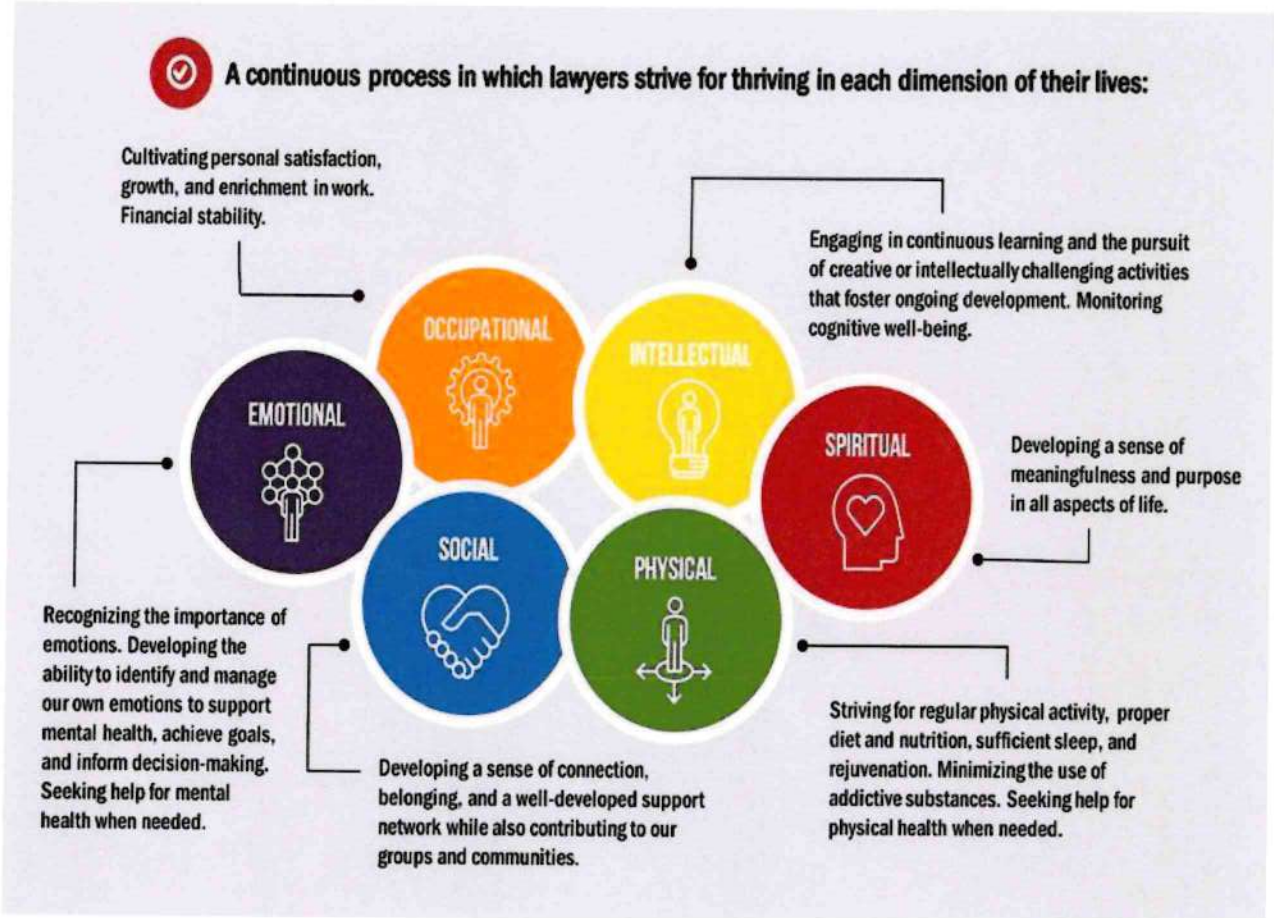 A continuous process in which lawyers strive for thriving in each dimension of their lives:
Cultivating personal satisfaction,
growth, and enrichment in work.
Financial stability.
Engaging in continuous learning and the pursuit
of creative or intellectually challenging activities
that foster ongoing development. Monitoring
cognitive well-being.
OCCUPATIONAL
INTELLECTUAL
EMOTIONAL
SPIRITUAL
Developing a sense of
meaningfulness and purpose
in all aspects of life.
SOCIAL
PHYSICAL
Recognizing the importance of
emotions. Developing the
ability to identify and manage
our own emotions to support
mental health, achieve goals,
and inform decision-making.
Seeking help for mental
health when needed.
Developing a sense of connection,
belonging, and a well-developed support
network while also contributing to our
groups and communities.
Striving for regular physical activity, proper
diet and nutrition, sufficient sleep, and
rejuvenation. Minimizing the use of
addictive substances. Seeking help for
physical health when needed.